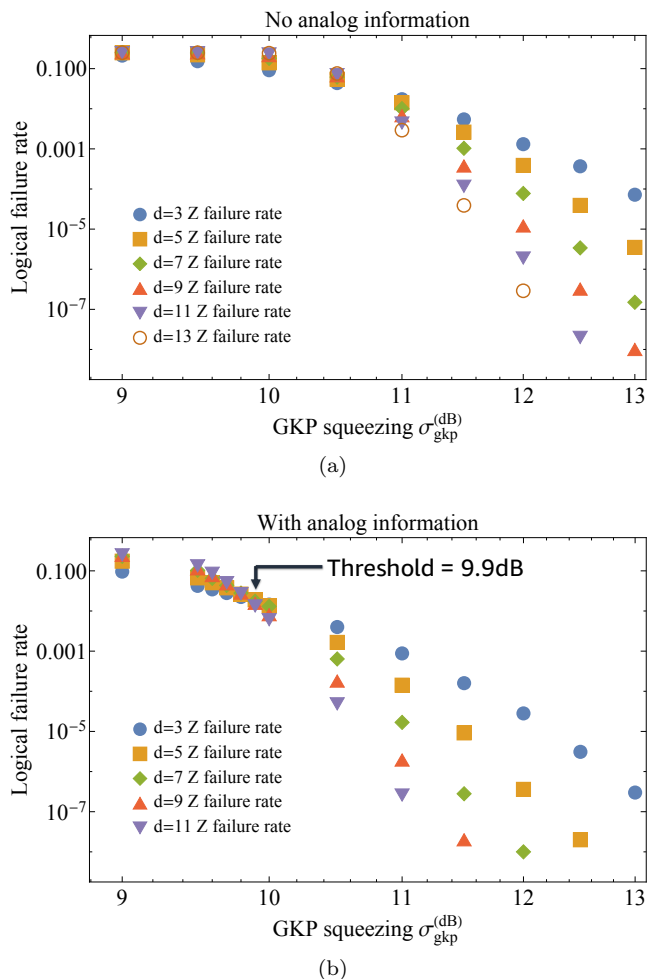 No analog information
Logical failure rate
0.100
0.001
10^-5
10^-7
d=3 Z failure rate
d=5 Z failure rate
d=7 Z failure rate
d=9 Z failure rate
d=11 Z failure rate
d=13 Z failure rate
9 10 11 12 13
GKP squeezing σ_gkp^(dB)
(a)
With analog information
Threshold = 9.9dB
Logical failure rate
0.100
0.001
10^-5
10^-7
d=3 Z failure rate
d=5 Z failure rate
d=7 Z failure rate
d=9 Z failure rate
d=11 Z failure rate
9 10 11 12 13
GKP squeezing σ_gkp^(dB)
(b)